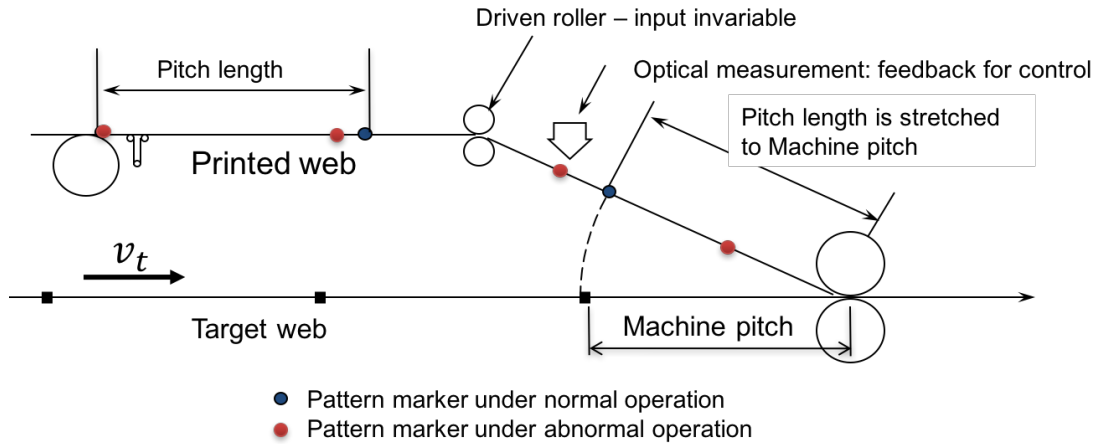 Driven roller – input invariable
Pitch length
Optical measurement: feedback for control
Pitch length is stretched
to Machine pitch
Printed web
v_t
Target web
Machine pitch
Pattern marker under normal operation
Pattern marker under abnormal operation